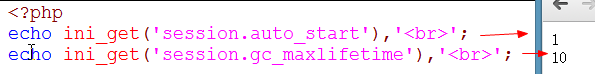 <?php
echo ini_get('session.auto_start'),'<br>';
echo ini_get('session.gc_maxlifetime'),'<br>';
1
10